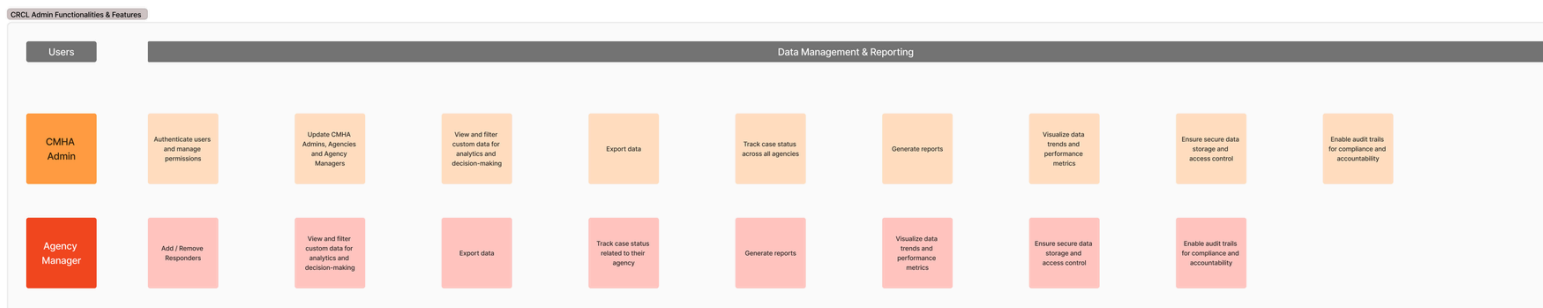 CRCL Admin Functionalities & Features
Users
Data Management & Reporting
CMHA
Admin
Authenticate users
and manage
permissions
Update CMHA
Admins, Agencies
and Agency
Managers
View and filter
custom data for
analytics and
decision-making
Export data
Track case status
across all agencies
Generate reports
Visualize data
trends and
performance
metrics
Ensure secure data
storage and
access control
Enable audit trails
for compliance and
accountability
Agency
Manager
Add / Remove
Responders
View and filter
custom data for
analytics and
decision-making
Export data
Track case status
related to their
agency
Generate reports
Visualize data
trends and
performance
metrics
Ensure secure data
storage and
access control
Enable audit trails
for compliance and
accountability